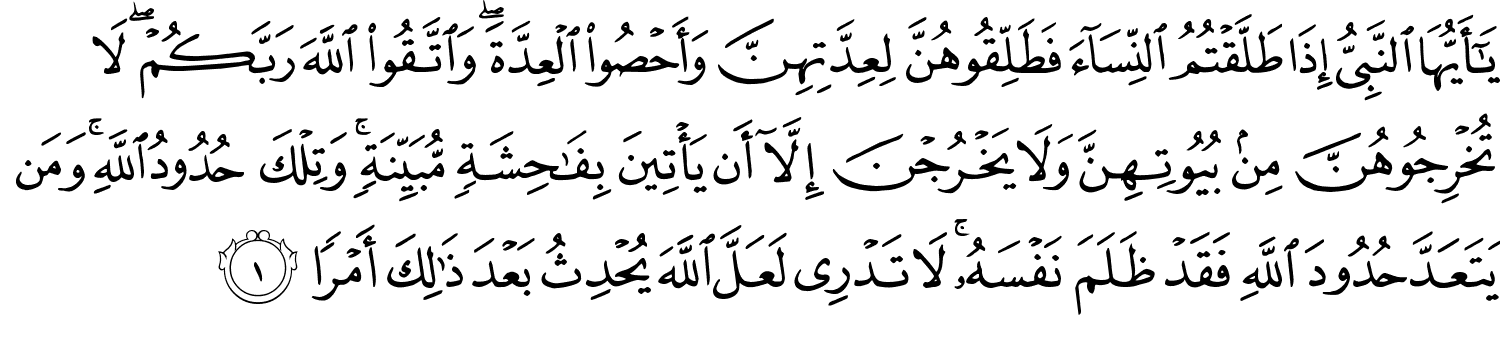 يَـٰٓأَيُّهَا ٱلنَّبِىُّ إِذَا طَلَّقْتُمُ ٱلنِّسَآءَ فَطَلِّقُوهُنَّ لِعِدَّتِهِنَّ وَأَحْصُوا۟ ٱلْعِدَّةَ ۖ وَٱتَّقُوا۟ ٱللَّهَ رَبَّكُمْ ۖ لَا
تُخْرِجُوهُنَّ مِنۢ بُيُوتِهِنَّ وَلَا يَخْرُجْنَ إِلَّآ أَن يَأْتِينَ بِفَـٰحِشَةٍ مُّبَيِّنَةٍ ۚ وَتِلْكَ حُدُودُ ٱللَّهِ ۚ وَمَن
يَتَعَدَّ حُدُودَ ٱللَّهِ فَقَدْ ظَلَمَ نَفْسَهُۥ ۚ لَا تَدْرِى لَعَلَّ ٱللَّهَ يُحْدِثُ بَعْدَ ذَٰلِكَ أَمْرًا ١